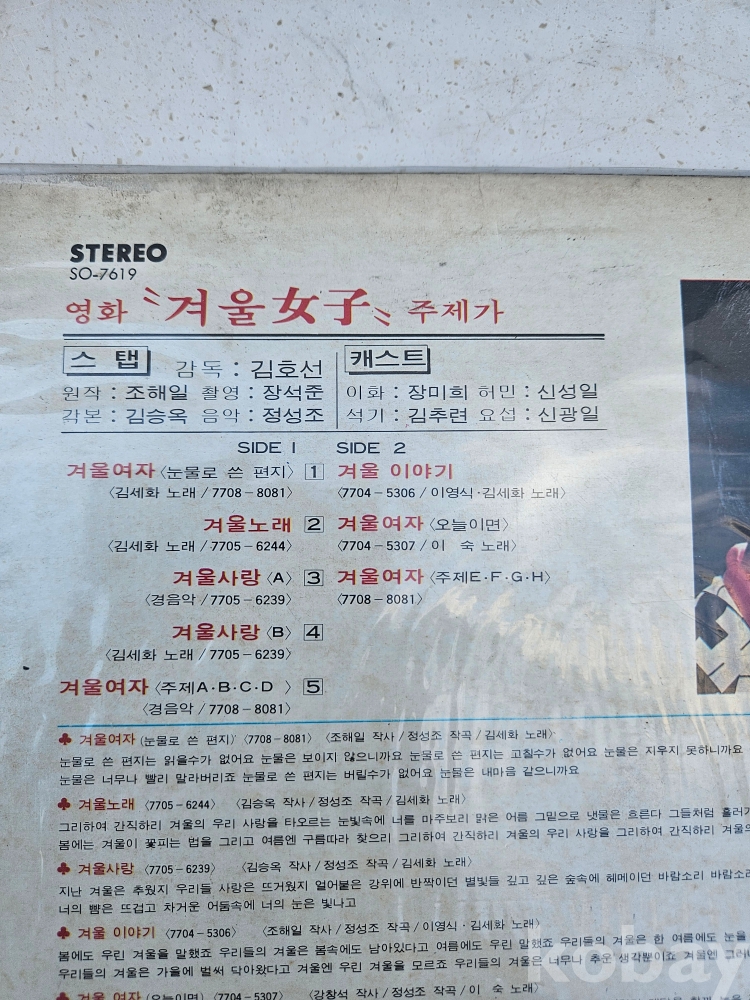 STEREO
SO-7619
영화 〝겨울女子〟 주제가
스 탭 감독 : 김호선
원작 : 조해일 촬영 : 장석준
각본 : 김승옥 음악 : 정성조
캐스트
이화 : 장미희 허민 : 신성일
석기 : 김추련 요섭 : 신광일
SIDE 1 SIDE 2
겨울여자 〈눈물로 쓴 편지〉 1 겨울 이야기
〈김세화 노래 / 7708-8081〉 〈7704-5306 / 이영식·김세화 노래〉
겨울노래 2 겨울여자 〈오늘이면〉
〈김세화 노래 / 7705-6244〉 〈7704-5307 / 이 숙 노래〉
겨울사랑 〈A〉 3 겨울여자 〈주제E·F·G·H〉
〈경음악 / 7705-6239〉 〈7708-8081〉
겨울사랑 〈B〉 4
〈김세화 노래 / 7705-6239〉
겨울여자 〈주제A·B·C·D 〉 5
〈경음악 / 7708-8081〉
♣ 겨울여자 (눈물로 쓴 편지) 〈7708-8081〉 〈조해일 작사 / 정성조 작곡 / 김세화 노래〉
눈물로 쓴 편지는 읽을수가 없어요 눈물은 보이지 않으니까요 눈물로 쓴 편지는 고칠수가 없어요 눈물은 지우지 못하니까요
눈물은 너무나 빨리 말라버리죠 눈물로 쓴 편지는 버릴수가 없어요 눈물은 내마음 같으니까요
♣ 겨울노래 〈7705-6244〉 〈김승옥 작사 / 정성조 작곡 / 김세화 노래〉
그리하여 간직하리 겨울의 우리 사랑을 타오르는 눈빛속에 너를 마주보리 맑은 어름 그밑으로 냇물은 흐른다 그들처럼 흘러가
봄에는 겨울이 꽃피는 법을 그리고 여름엔 구름따라 찾으리 그리하여 간직하리 겨울의 우리 사랑을 그리하여 간직하리 겨울의
♣ 겨울사랑 〈7705-6239〉 〈김승옥 작사 / 정성조 작곡 / 김세화 노래〉
지난 겨울은 추웠지 우리들 사랑은 뜨거웠지 얼어붙은 강위에 반짝이던 별빛들 깊고 깊은 숲속에 헤메이던 바람소리
너의 뺨은 뜨겁고 차거운 어둠속에 너의 눈은 빛나고
♣ 겨울 이야기 〈7704-5306〉 〈조해일 작사 / 정성조 작곡 / 이영식·김세화 노래〉
봄에도 우린 겨울을 말했죠 우리들의 겨울은 봄속에도 남아있다고 여름에도 우린 말했죠 우리들의 겨울은 한 여름에도 눈을
우리들의 겨울은 가을에 벌써 닥아왔다고 겨울엔 우린 겨울을 모르죠 우리들의 겨울은 너무나 추운 생각뿐이죠 겨울엔
겨울 여자 (오늘이면) 〈7704-5307〉 〈강창석 작사 / 정성조 작곡 / 이 숙 노래〉
kobay